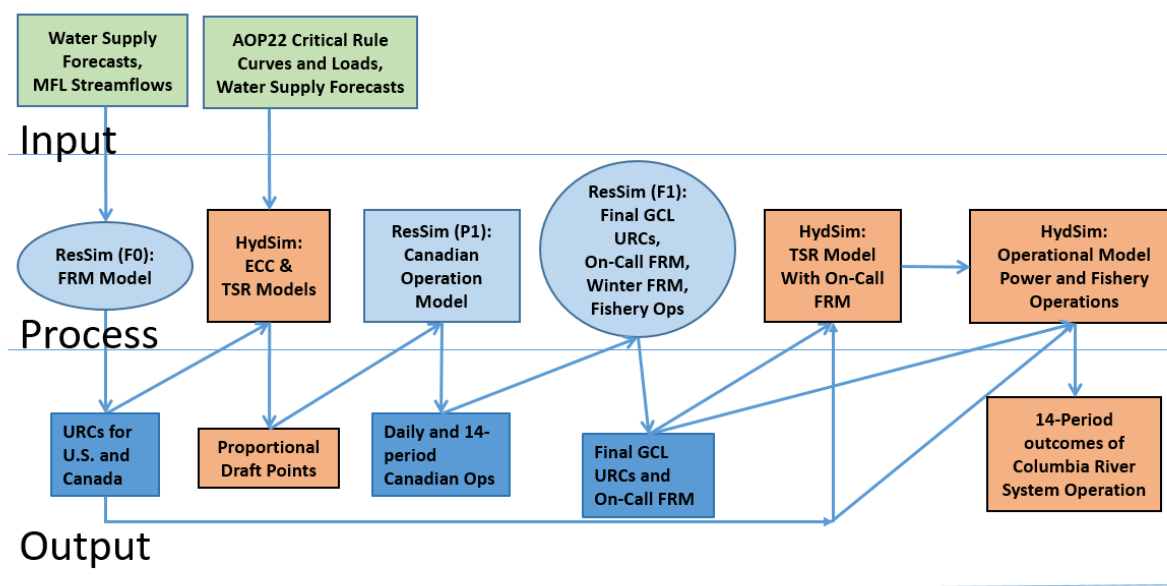 Water Supply
Forecasts,
MFL Streamflows
AOP22 Critical Rule
Curves and Loads,
Water Supply Forecasts
Input
ResSim (F0):
FRM Model
HydSim:
ECC &
TSR Models
ResSim (P1):
Canadian
Operation
Model
ResSim (F1):
Final GCL
URCs,
On-Call FRM,
Winter FRM,
Fishery Ops
HydSim:
TSR Model
With On-Call
FRM
HydSim:
Operational Model
Power and Fishery
Operations
Process
URCs for
U.S. and
Canada
Proportional
Draft Points
Daily and 14-
period
Canadian Ops
Final GCL
URCs and
On-Call FRM
14-Period
outcomes of
Columbia River
System Operation
Output